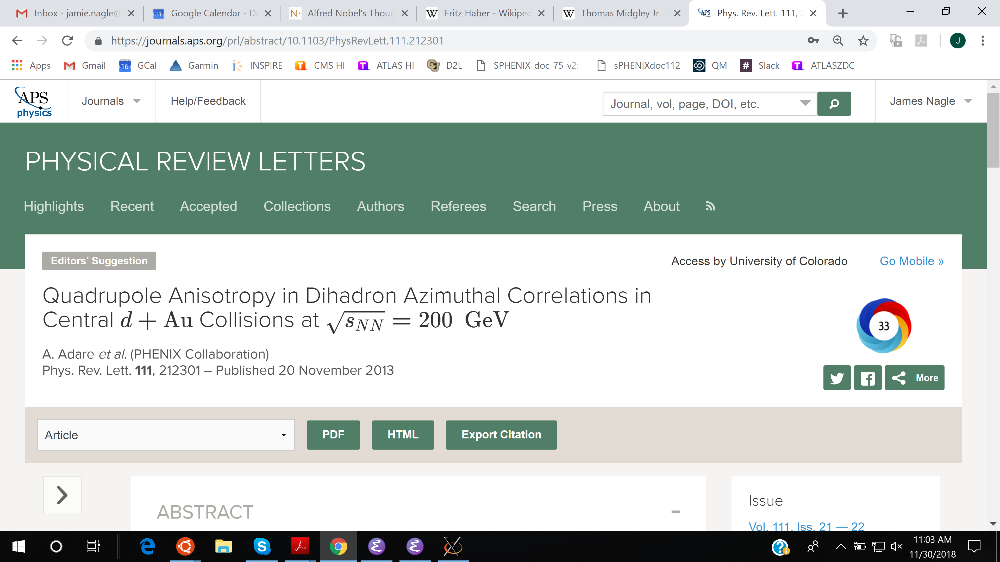 Inbox - jamie.nagle@
Google Calendar - De
Alfred Nobel's Thoug
Fritz Haber - Wikiped
Thomas Midgley Jr. -
Phys. Rev. Lett. 111, 2
https://journals.aps.org/prl/abstract/10.1103/PhysRevLett.111.212301
J
Apps
Gmail
16
GCal
Garmin
INSPIRE
CMS HI
ATLAS HI
D2L
SPHENIX-doc-75-v2:
sPHENIXdoc112
QM
Slack
ATLASZDC
APS
physics™
Journals
Help/Feedback
Journal, vol, page, DOI, etc.
James Nagle
PHYSICAL REVIEW LETTERS
Highlights
Recent
Accepted
Collections
Authors
Referees
Search
Press
About
Editors' Suggestion
Access by University of Colorado
Go Mobile »
Quadrupole Anisotropy in Dihadron Azimuthal Correlations in
Central d + Au Collisions at √sNN = 200 GeV
33
A. Adare et al. (PHENIX Collaboration)
Phys. Rev. Lett. 111, 212301 – Published 20 November 2013
More
Article
PDF
HTML
Export Citation
ABSTRACT
Issue
Vol. 111, Iss. 21 — 22
11:03 AM
11/30/2018